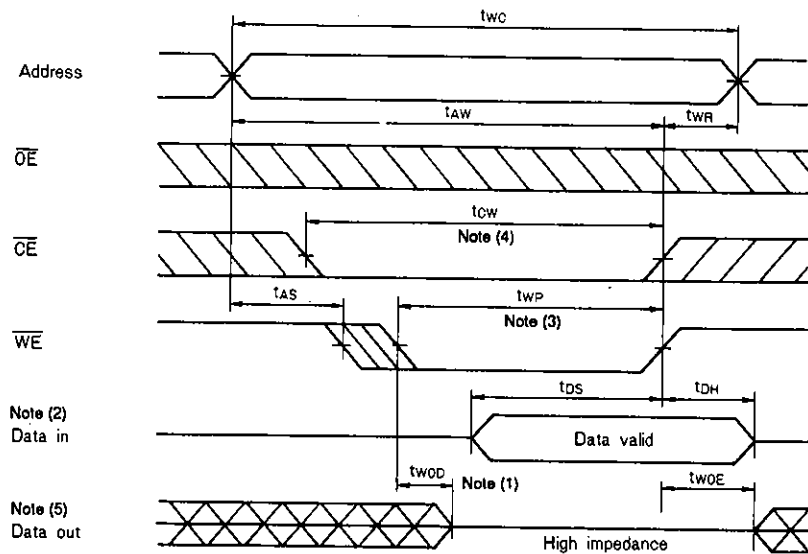 tWC
Address
tAW
tWR
OE
tCW
Note (4)
CE
tAS
tWP
Note (3)
WE
tDS
tDH
Note (2)
Data in
Data valid
tWOD
Note (1)
tWOE
Note (5)
Data out
High impedance